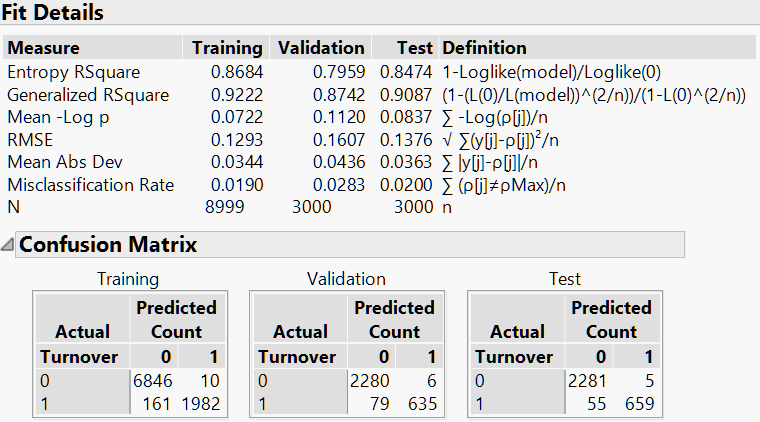 Fit Details
Measure Training Validation Test Definition
Entropy RSquare 0.8684 0.7959 0.8474 1-Loglike(model)/Loglike(0)
Generalized RSquare 0.9222 0.8742 0.9087 (1-(L(0)/L(model))^(2/n))/(1-L(0)^(2/n))
Mean -Log p 0.0722 0.1120 0.0837 ∑ -Log(ρ[j])/n
RMSE 0.1293 0.1607 0.1376 √ ∑(y[j]-ρ[j])²/n
Mean Abs Dev 0.0344 0.0436 0.0363 ∑ |y[j]-ρ[j]|/n
Misclassification Rate 0.0190 0.0283 0.0200 ∑ (ρ[j]≠ρMax)/n
N 8999 3000 3000 n
Confusion Matrix
Training Validation Test
Predicted Predicted Predicted
Actual Count Actual Count Actual Count
Turnover 0 1 Turnover 0 1 Turnover 0 1
0 6846 10 0 2280 6 0 2281 5
1 161 1982 1 79 635 1 55 659